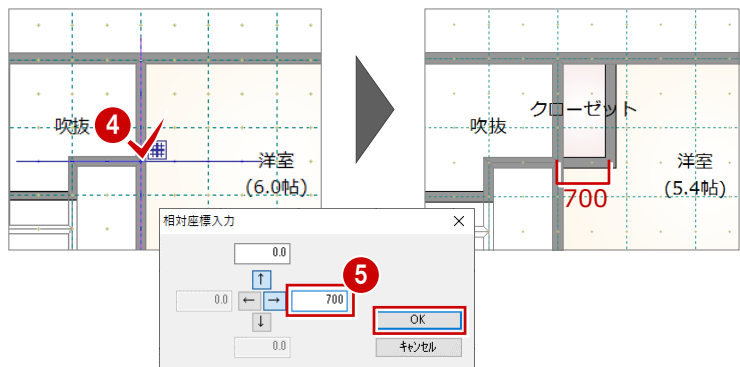 吹抜
4
洋室
(6.0帖)
相対座標入力
0.0
0.0
700
5
0.0
OK
キャンセル
クローゼット
吹抜
洋室
(5.4帖)
700